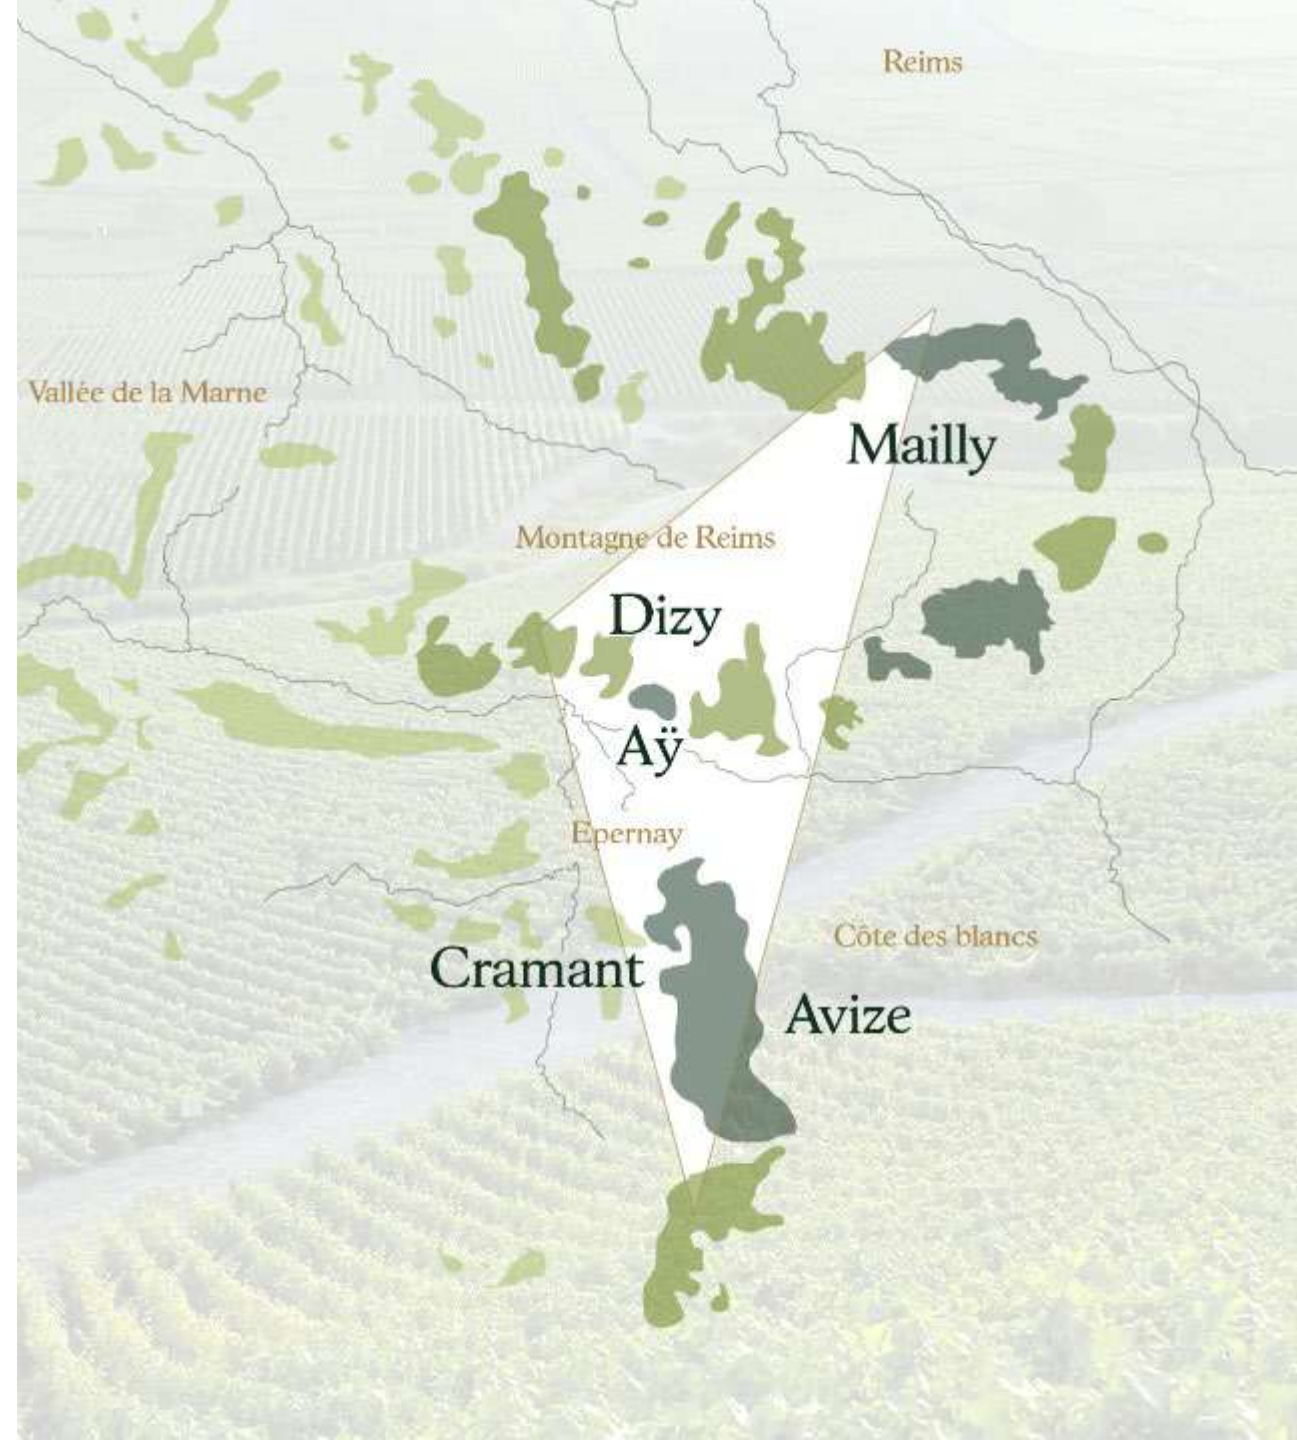 Reims
Vallée de la Marne
Mailly
Montagne de Reims
Dizy
Aÿ
Epernay
Côte des blancs
Cramant
Avize